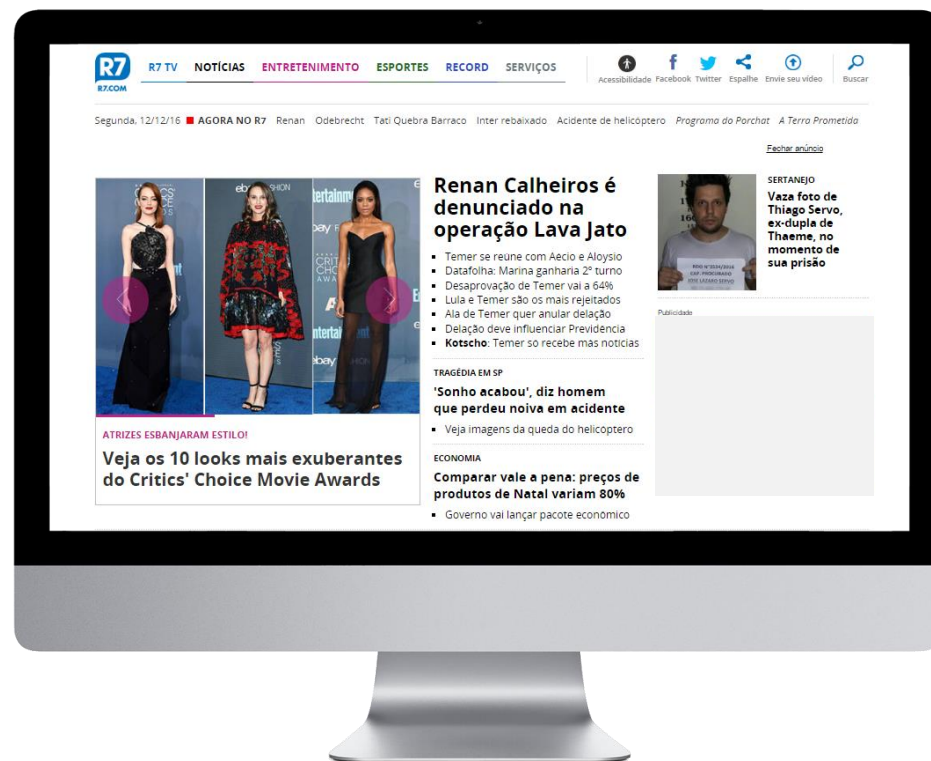 R7
R7.COM
R7 TV NOTÍCIAS ENTRETENIMENTO ESPORTES RECORD SERVIÇOS
Acessibilidade Facebook Twitter Espalhe Envie seu vídeo Buscar
Segunda, 12/12/16 AGORA NO R7 Renan Odebrecht Tati Quebra Barraco Inter rebaixado Acidente de helicóptero Programa do Porchat A Terra Prometida
Fechar anúncio
ATRIZES ESBANJARAM ESTILO!
Veja os 10 looks mais exuberantes
do Critics' Choice Movie Awards
Renan Calheiros é
denunciado na
operação Lava Jato
Temer se reúne com Aécio e Aloysio
Datafolha: Marina ganharia 2º turno
Desaprovação de Temer vai a 64%
Lula e Temer são os mais rejeitados
Ala de Temer quer anular delação
Delação deve influenciar Previdência
Kotscho: Temer só recebe más notícias
TRAGÉDIA EM SP
'Sonho acabou', diz homem
que perdeu noiva em acidente
Veja imagens da queda do helicóptero
ECONOMIA
Comparar vale a pena: preços de
produtos de Natal variam 80%
Governo vai lançar pacote econômico
SERTANEJO
Vaza foto de
Thiago Servo,
ex-dupla de
Thaeme, no
momento de
sua prisão
Publicidade